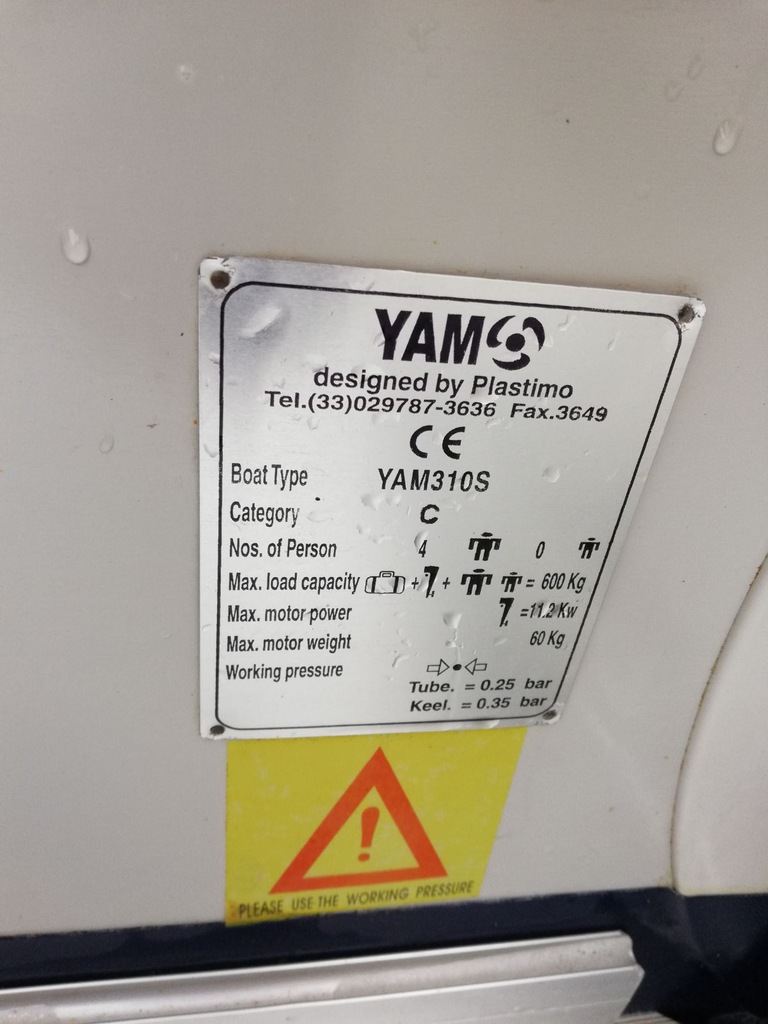 YAM
designed by Plastimo
Tel.(33)029787-3636 Fax.3649
CE
Boat Type YAM310S
Category C
Nos. of Person 4 0
Max. load capacity + + = 600 Kg
Max. motor power =11.2 Kw
Max. motor weight 60 Kg
Working pressure
Tube. = 0.25 bar
Keel. = 0.35 bar
!
PLEASE USE THE WORKING PRESSURE